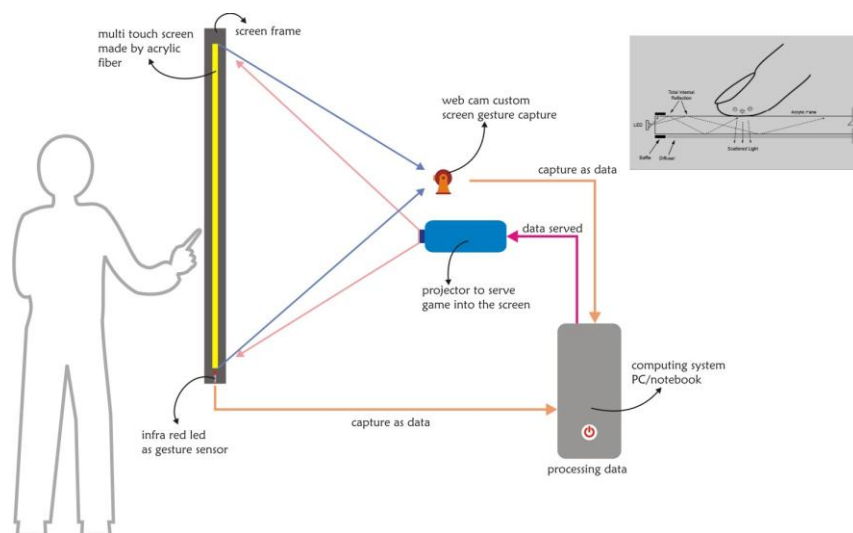 multi touch screen
made by acrylic
fiber
screen frame
web cam custom
screen gesture capture
capture as data
data served
projector to serve
game into the screen
computing system
PC/notebook
infra red led
as gesture sensor
capture as data
processing data
Total Internal
Reflection
Acrylic Pane
LED
Baffle
Diffuser
Scattered Light